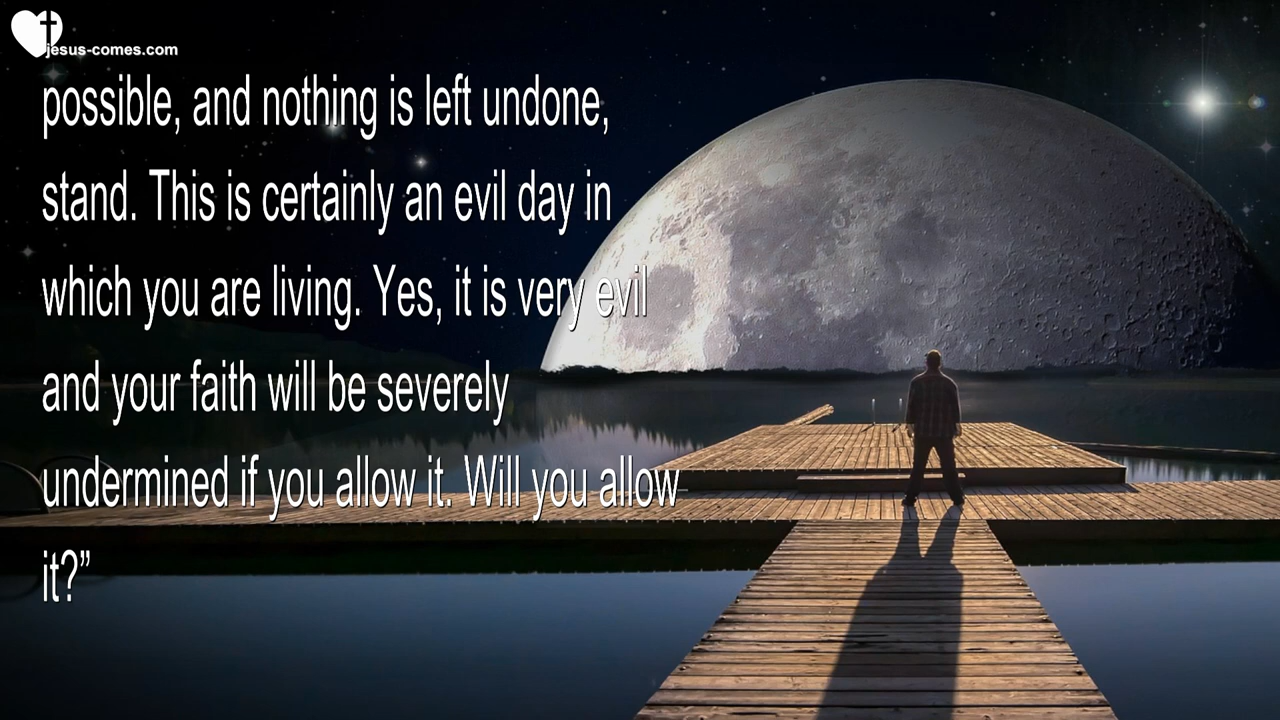 jesus-comes.com
possible, and nothing is left undone,
stand. This is certainly an evil day in
which you are living. Yes, it is very evil
and your faith will be severely
undermined if you allow it. Will you allow
it?”